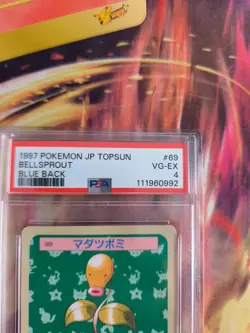 1997 POKEMON JP TOPSUN #69
BELLSPROUT VG-EX
BLUE BACK 4
PSA 111960992
マダツボミ